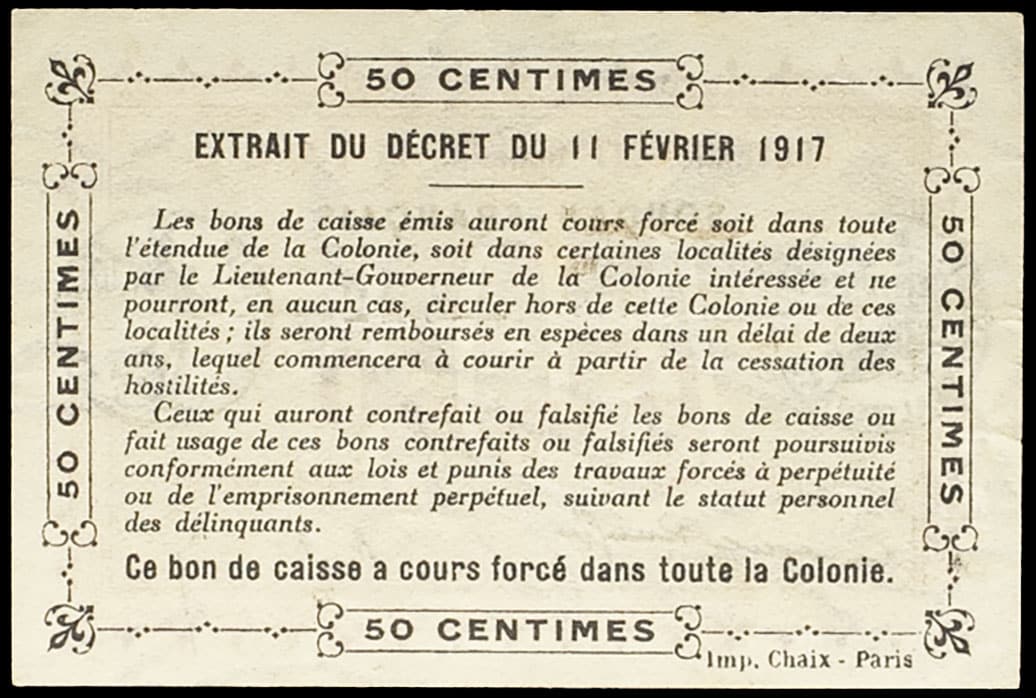 50 CENTIMES
EXTRAIT DU DÉCRET DU 11 FÉVRIER 1917
Les bons de caisse émis auront cours forcé soit dans toute
l'étendue de la Colonie, soit dans certaines localités désignées
par le Lieutenant-Gouverneur de la Colonie intéressée et ne
pourront, en aucun cas, circuler hors de cette Colonie ou de ces
localités ; ils seront remboursés en espèces dans un délai de deux
ans, lequel commencera à courir à partir de la cessation des
hostilités.
Ceux qui auront contrefait ou falsifié les bons de caisse ou
fait usage de ces bons contrefaits ou falsifiés seront poursuivis
conformément aux lois et punis des travaux forcés à perpétuité
ou de l'emprisonnement perpétuel, suivant le statut personnel
des délinquants.
Ce bon de caisse a cours forcé dans toute la Colonie.
50 CENTIMES
50 CENTIMES
50 CENTIMES
Imp. Chaix - Paris